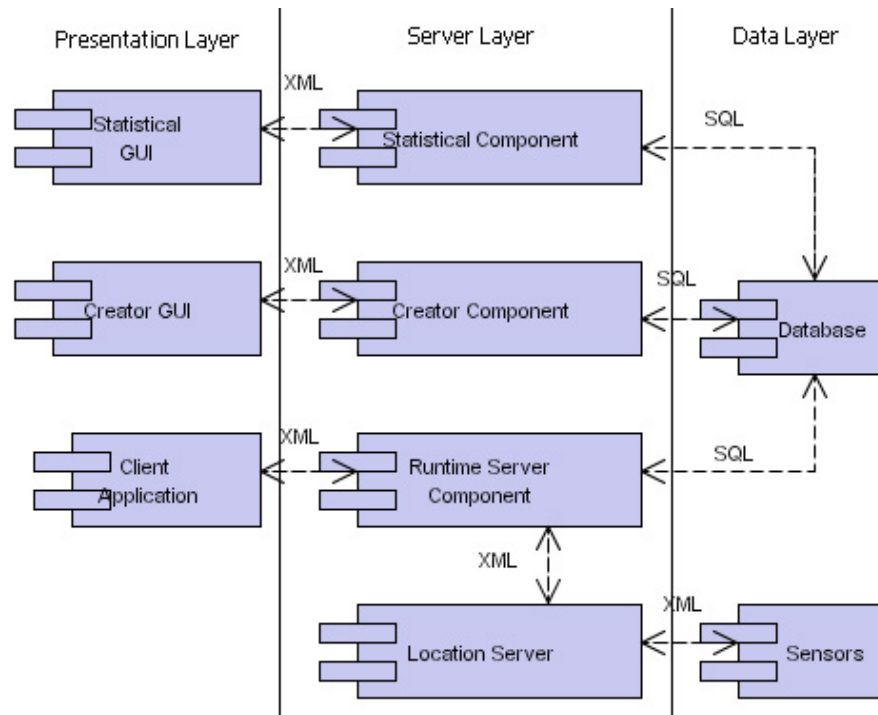 Presentation Layer
Server Layer
Data Layer
XML
Statistical
GUI
Statistical Component
SQL
XML
Creator GUI
Creator Component
SQL
Database
XML
Client
Application
Runtime Server
Component
SQL
XML
Location Server
XML
Sensors